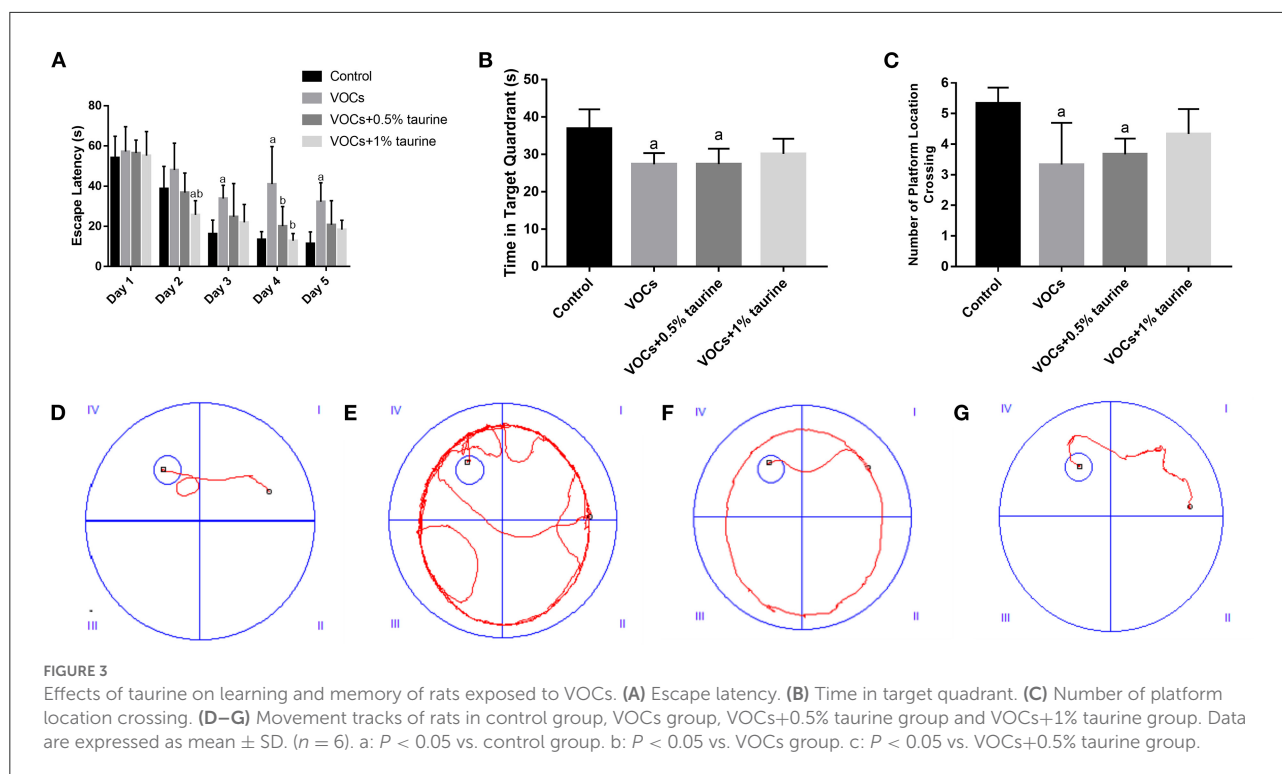 A
Control
VOCs
VOCs+0.5% taurine
VOCs+1% taurine
Escape Latency (s)
80
60
40
20
0
ab
a
a
b
b
a
Day 1
Day 2
Day 3
Day 4
Day 5
B
Time in Target Quadrant (s)
50
40
30
20
10
0
a
a
Control
VOCs
VOCs+0.5% taurine
VOCs+1% taurine
C
Number of Platform Location
Crossing
6
5
4
3
2
1
0
a
a
Control
VOCs
VOCs+0.5% taurine
VOCs+1% taurine
D
IV
I
III
II
E
IV
I
III
II
F
IV
I
III
II
G
IV
I
III
II
FIGURE 3
Effects of taurine on learning and memory of rats exposed to VOCs. (A) Escape latency. (B) Time in target quadrant. (C) Number of platform
location crossing. (D–G) Movement tracks of rats in control group, VOCs group, VOCs+0.5% taurine group and VOCs+1% taurine group. Data
are expressed as mean ± SD. (n = 6). a: P < 0.05 vs. control group. b: P < 0.05 vs. VOCs group. c: P < 0.05 vs. VOCs+0.5% taurine group.